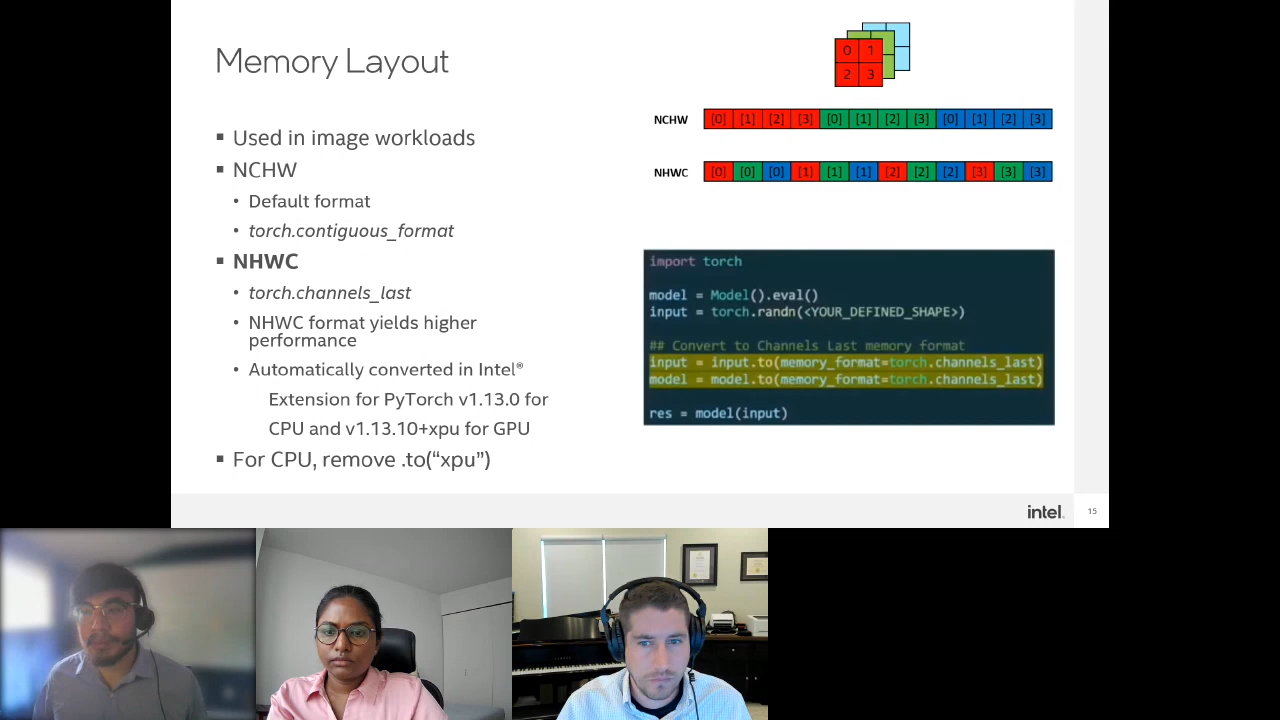 Memory Layout
0 1
2 3
NCHW [0] [1] [2] [3] [0] [1] [2] [3] [0] [1] [2] [3]
NHWC [0] [0] [0] [1] [1] [1] [2] [2] [2] [3] [3] [3]
▪ Used in image workloads
▪ NCHW
• Default format
• torch.contiguous_format
▪ NHWC
• torch.channels_last
• NHWC format yields higher
performance
• Automatically converted in Intel®
Extension for PyTorch v1.13.0 for
CPU and v1.13.10+xpu for GPU
▪ For CPU, remove .to(“xpu”)
import torch
model = Model().eval()
input = torch.randn(<YOUR_DEFINED_SHAPE>)
## Convert to Channels Last memory format
input = input.to(memory_format=torch.channels_last)
model = model.to(memory_format=torch.channels_last)
res = model(input)
intel.
15